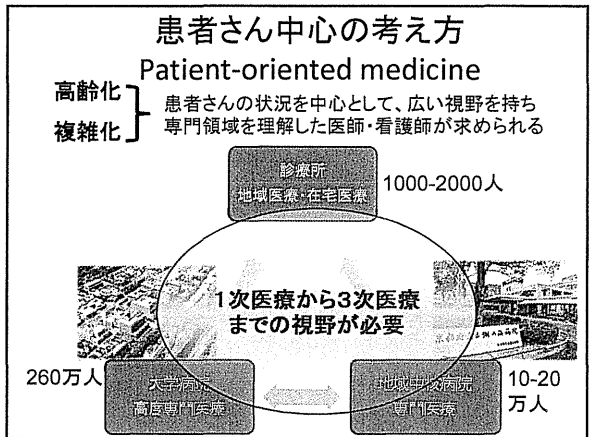 患者さん中心の考え方
Patient-oriented medicine
高齢化
複雑化
患者さんの状況を中心として、広い視野を持ち
専門領域を理解した医師・看護師が求められる
診療所
地域医療・在宅医療
1000-2000人
1次医療から3次医療
までの視野が必要
260万人
大学病院
高度専門医療
地域中核病院
専門医療
10-20
万人